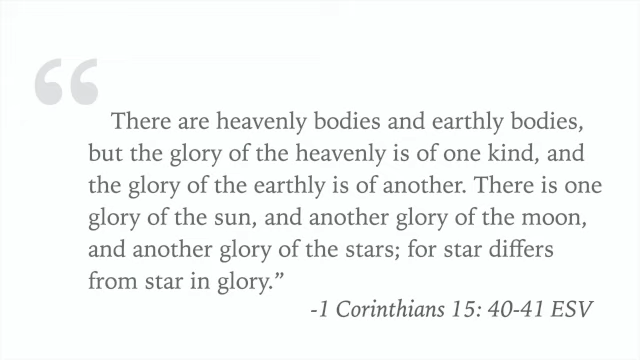 “
There are heavenly bodies and earthly bodies,
but the glory of the heavenly is of one kind, and
the glory of the earthly is of another. There is one
glory of the sun, and another glory of the moon,
and another glory of the stars; for star differs
from star in glory.”
-1 Corinthians 15: 40-41 ESV